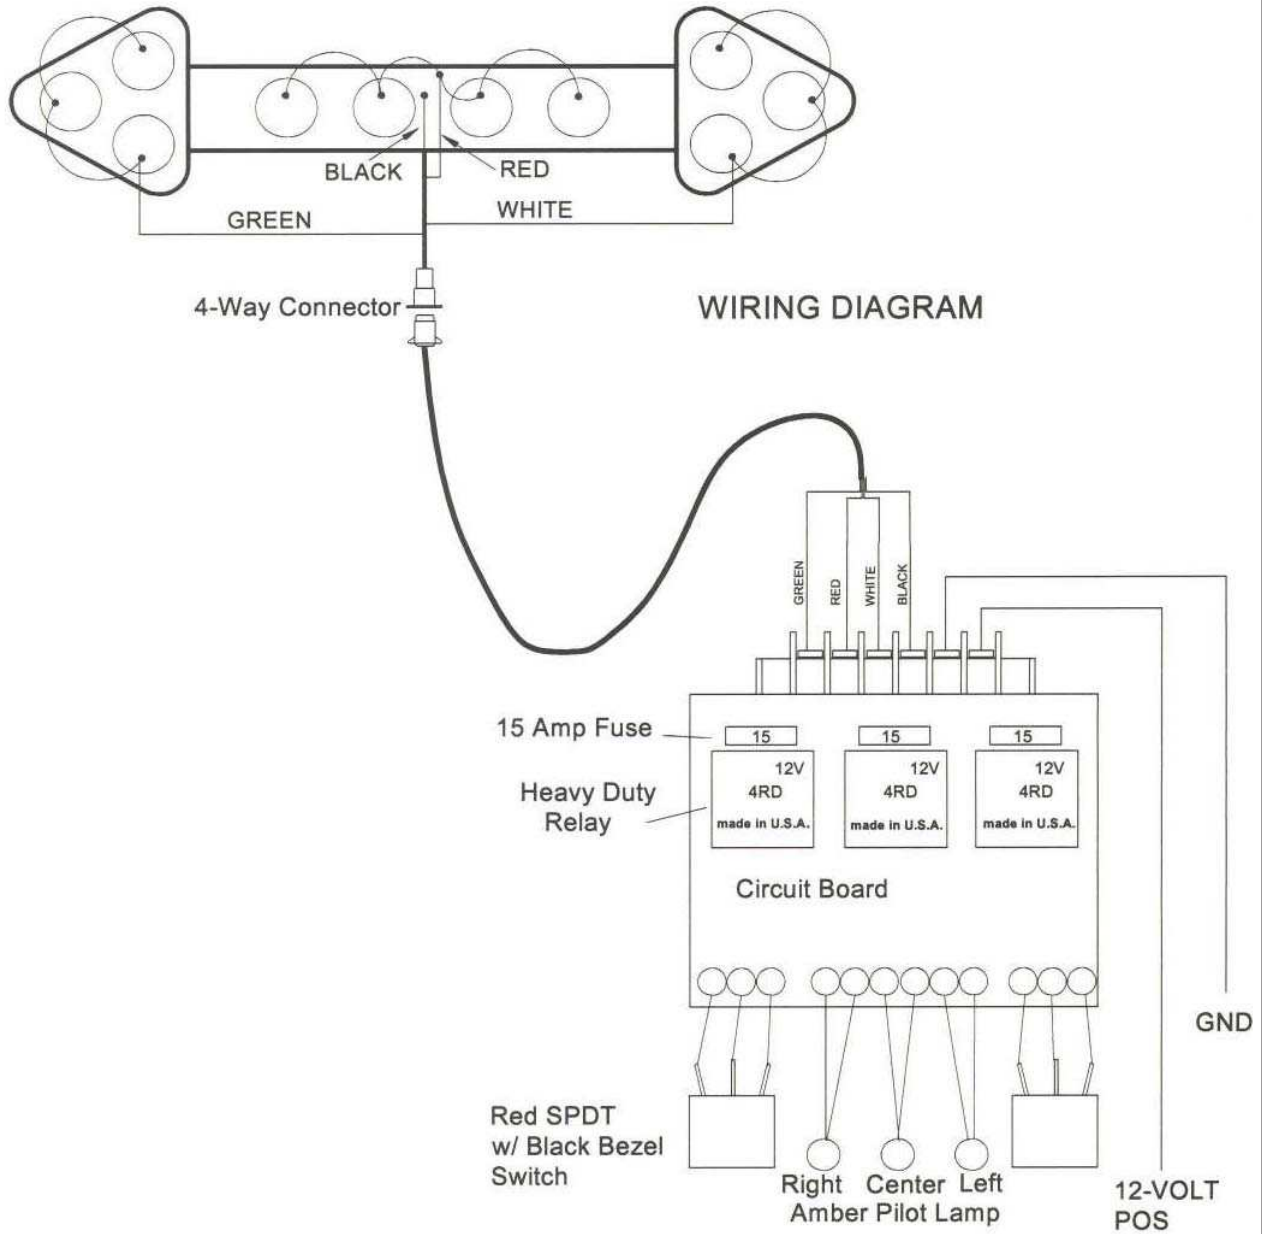 BLACK
RED
GREEN
WHITE
4-Way Connector
WIRING DIAGRAM
GREEN
RED
WHITE
BLACK
15 Amp Fuse
15
15
15
Heavy Duty
Relay
12V
4RD
made in U.S.A.
12V
4RD
made in U.S.A.
12V
4RD
made in U.S.A.
Circuit Board
GND
Red SPDT
w/ Black Bezel
Switch
Right Center Left
Amber Pilot Lamp
12-VOLT
POS